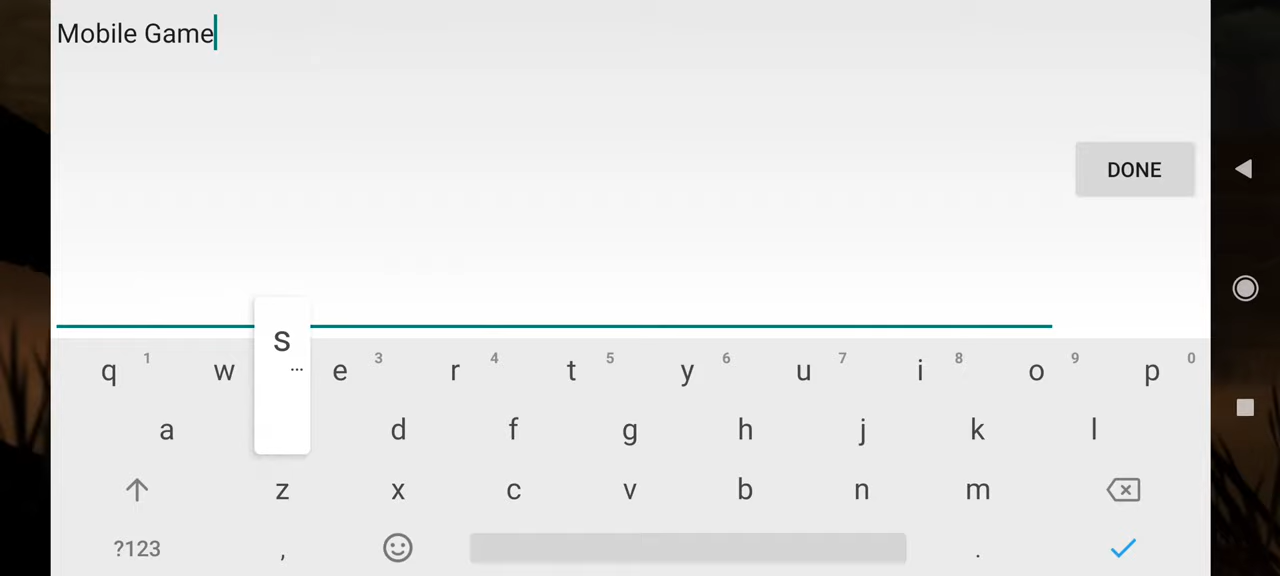 Mobile Game
DONE
s
...
q 1 w e 3 r 4 t 5 y 6 u 7 i 8 o 9 p 0
a d f g h j k l
z x c v b n m
?123 , .